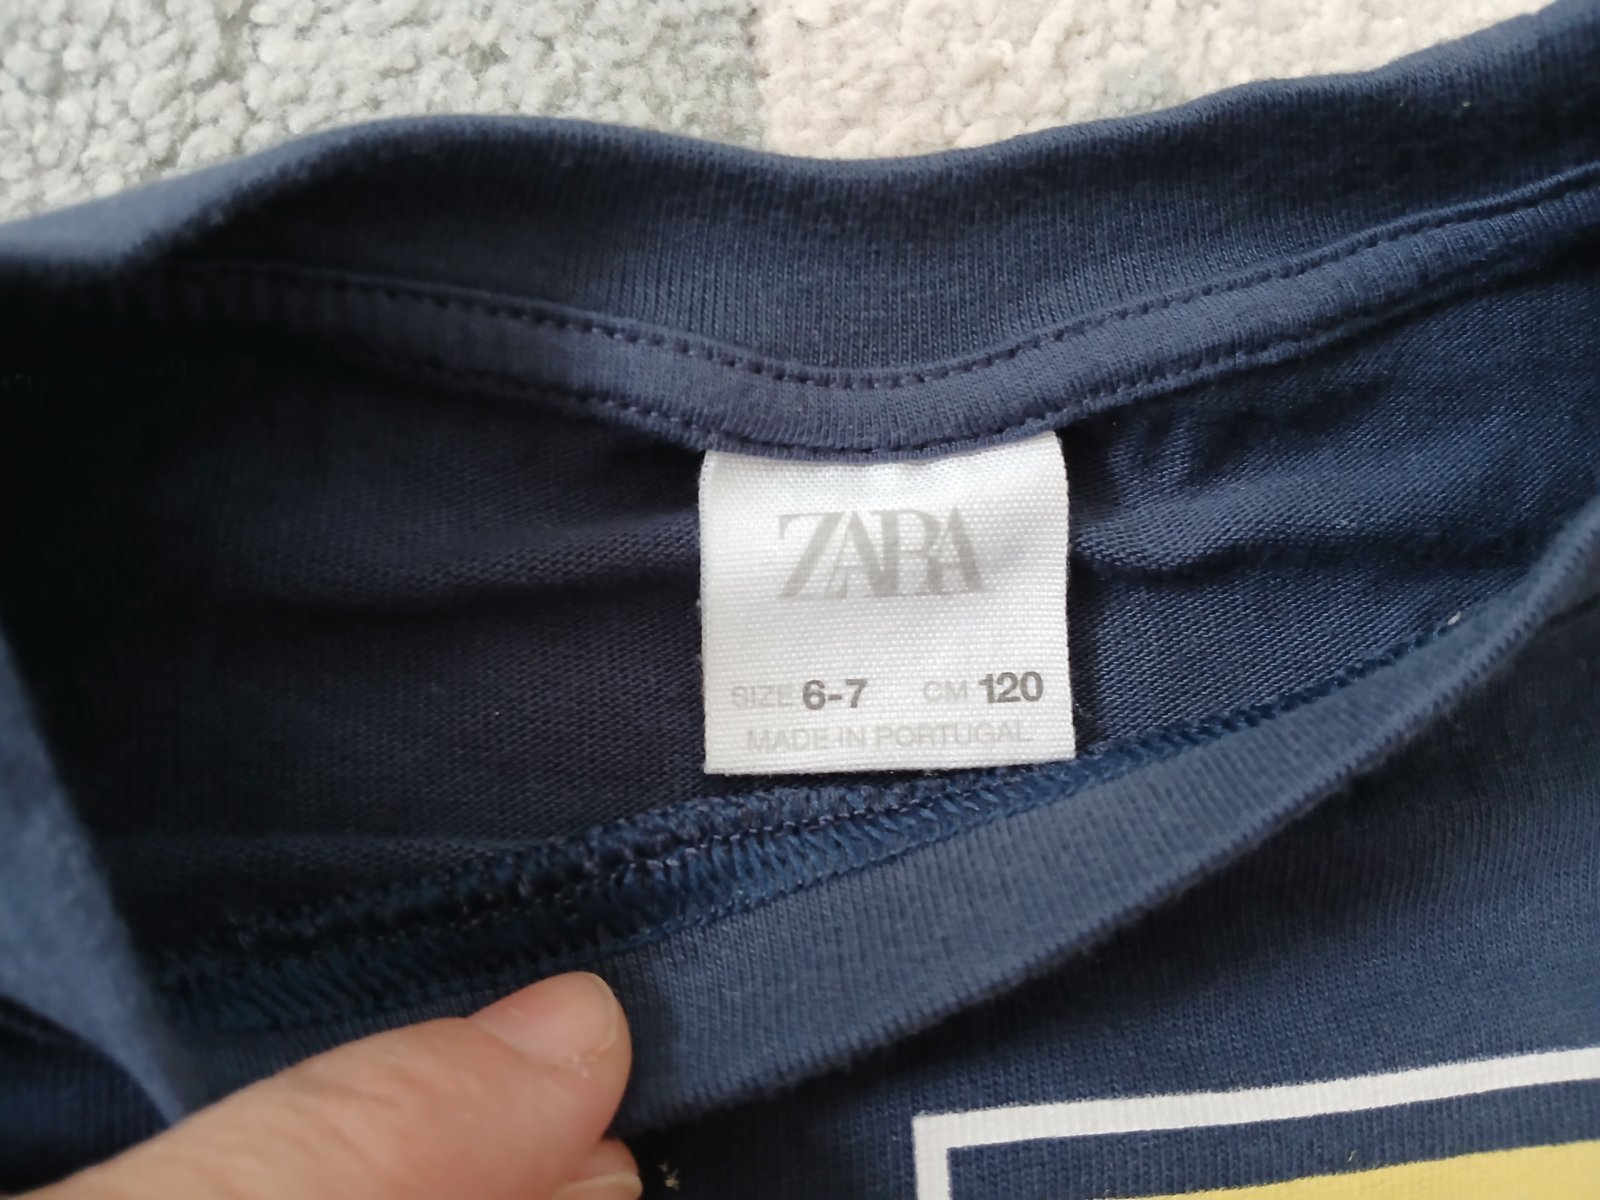 ZARA
SIZE 6-7 CM 120
MADE IN PORTUGAL